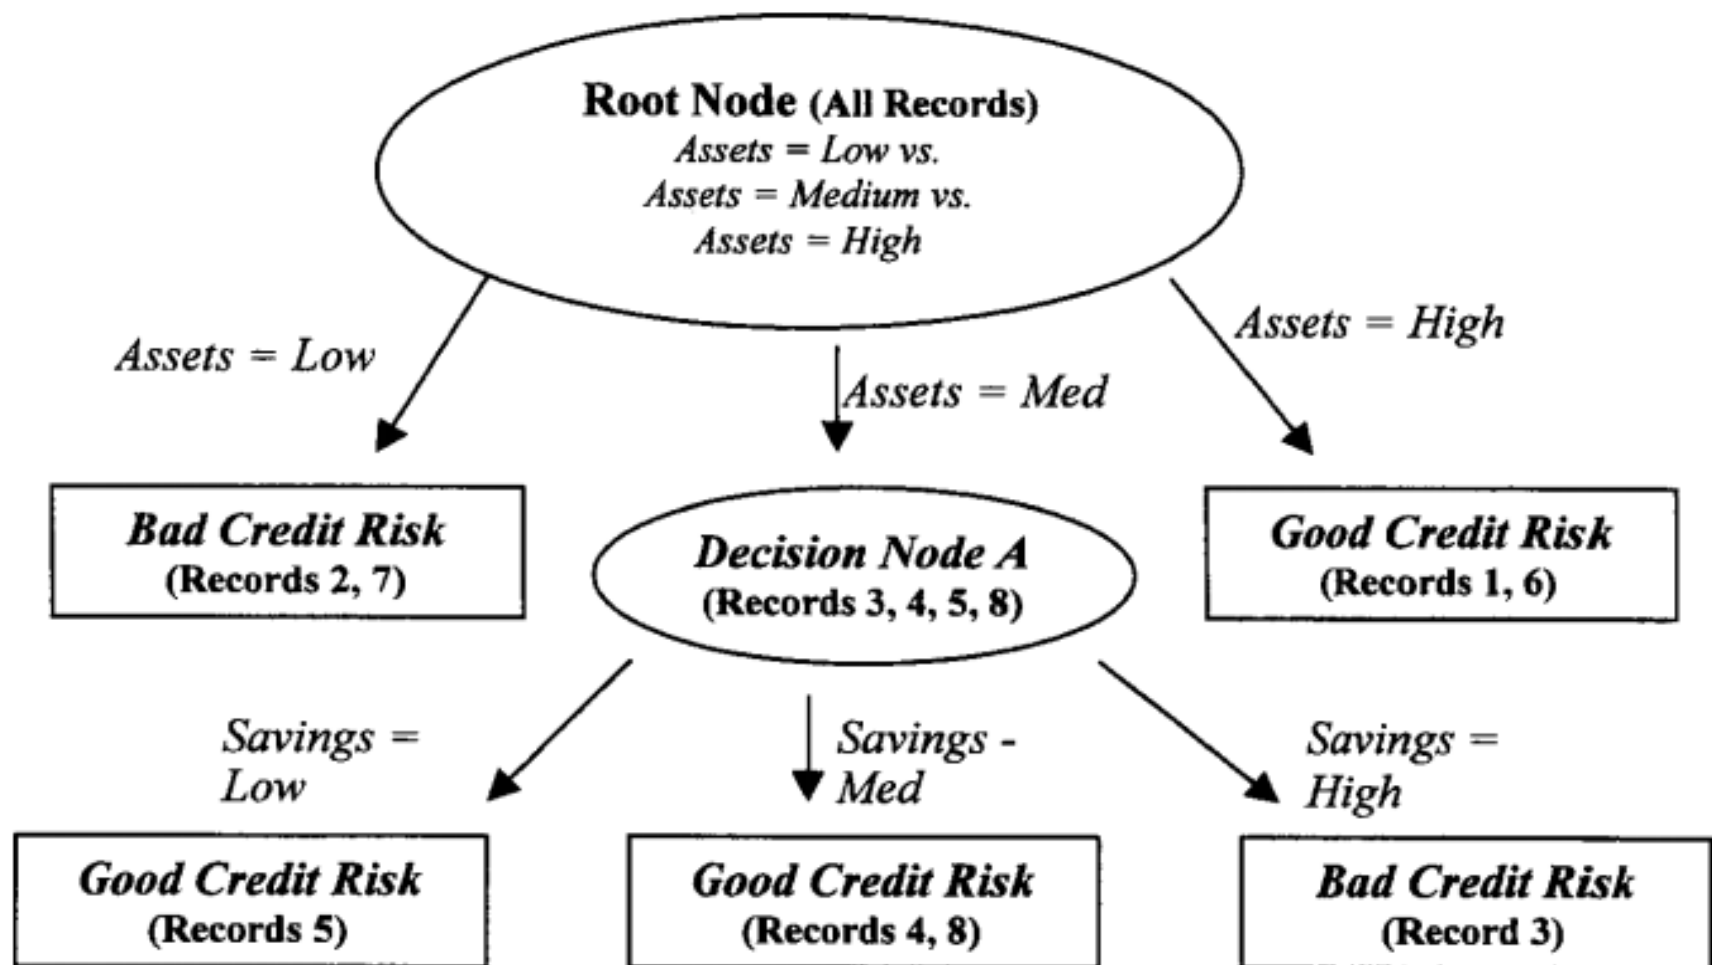 Root Node (All Records)
Assets = Low vs.
Assets = Medium vs.
Assets = High
Assets = Low
Assets = Med
Assets = High
Bad Credit Risk
(Records 2, 7)
Decision Node A
(Records 3, 4, 5, 8)
Good Credit Risk
(Records 1, 6)
Savings =
Low
Savings -
Med
Savings =
High
Good Credit Risk
(Records 5)
Good Credit Risk
(Records 4, 8)
Bad Credit Risk
(Record 3)